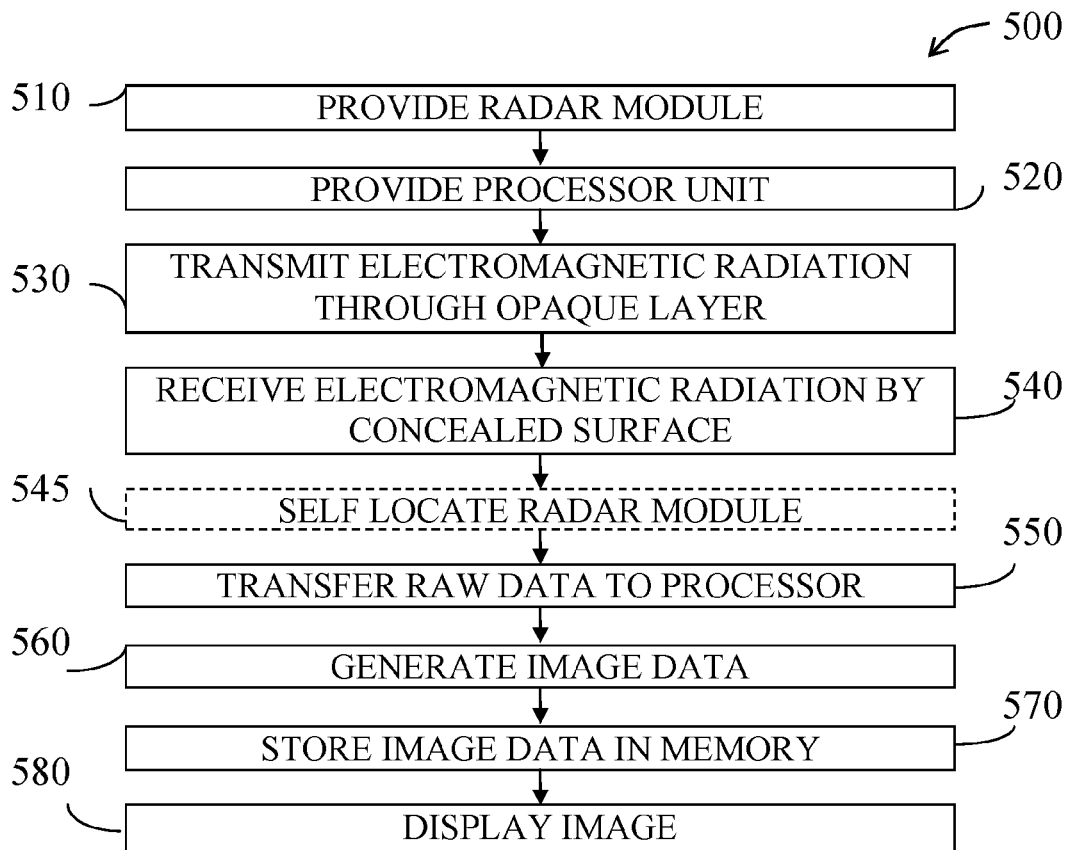 500
510
PROVIDE RADAR MODULE
PROVIDE PROCESSOR UNIT
520
530
TRANSMIT ELECTROMAGNETIC RADIATION
THROUGH OPAQUE LAYER
RECEIVE ELECTROMAGNETIC RADIATION BY
CONCEALED SURFACE
540
545
SELF LOCATE RADAR MODULE
550
TRANSFER RAW DATA TO PROCESSOR
560
GENERATE IMAGE DATA
570
STORE IMAGE DATA IN MEMORY
580
DISPLAY IMAGE